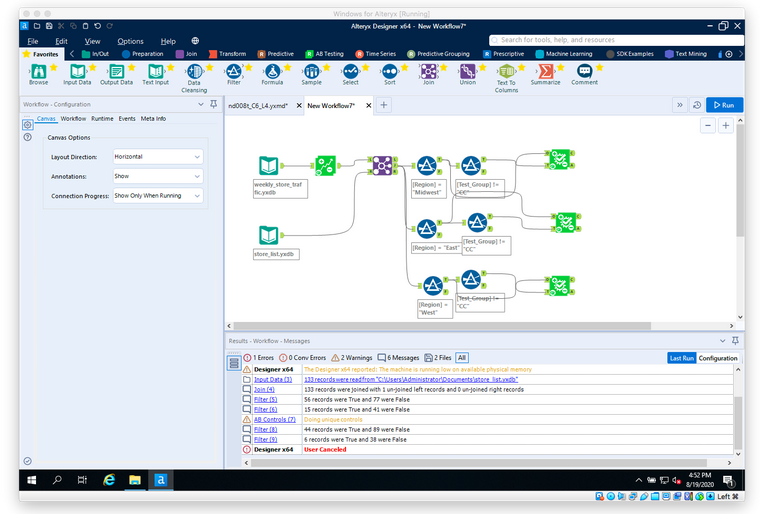 Windows for Alteryx [Running]
Alteryx Designer x64 - New Workflow7*
File Edit View Options Help
Search for tools, help, and resources
Favorites In/Out Preparation Join Transform Predictive AB Testing Time Series Predictive Grouping Prescriptive Machine Learning SDK Examples Text Mining
Browse Input Data Output Data Text Input Data Cleansing Filter Formula Sample Select Sort Join Union Text To Columns Summarize Comment
Workflow - Configuration
nd008t_C6_L4.yxmd* New Workflow7* Run
Canvas Workflow Runtime Events Meta Info
Canvas Options
Layout Direction: Horizontal
Annotations: Show
Connection Progress: Show Only When Running
weekly_store_traf
fic.yxdb
[Region] =
"Midwest"
[Test_Group] !=
"CC"
store_list.yxdb
[Region] = "East"
[Test_Group] !=
"CC"
[Region] =
"West"
[Test_Group] !=
"CC"
Results - Workflow - Messages
1 Errors 0 Conv Errors 2 Warnings 6 Messages 2 Files All Last Run Configuration
Designer x64 The Designer x64 reported: The machine is running low on available physical memory
Input Data (3) 133 records were read from "C:\Users\Administrator\Documents\store_list.yxdb"
Join (4) 133 records were joined with 1 un-joined left records and 0 un-joined right records
Filter (5) 56 records were True and 77 were False
Filter (6) 15 records were True and 41 were False
AB Controls (7) Doing unique controls
Filter (8) 44 records were True and 89 were False
Filter (9) 6 records were True and 38 were False
Designer x64 User Canceled
4:52 PM
8/19/2020
Left ⌘